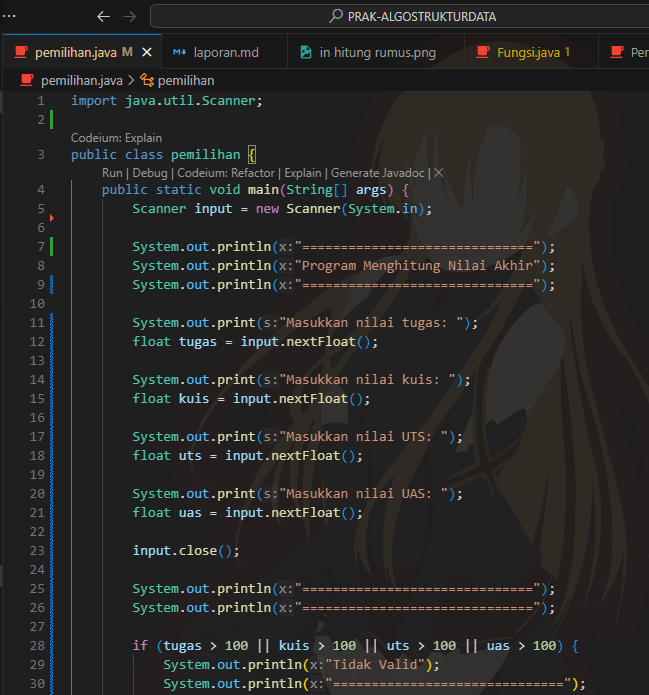 PRAK-ALGOSTRUKTURDATA
pemilihan.java M laporan.md in hitung rumus.png Fungsi.java 1 Per
pemilihan.java > pemilihan
1 import java.util.Scanner;
2
Codeium: Explain
3 public class pemilihan {
Run | Debug | Codeium: Refactor | Explain | Generate Javadoc | X
4 public static void main(String[] args) {
5 Scanner input = new Scanner(System.in);
6
7 System.out.println(x:"==============================");
8 System.out.println(x:"Program Menghitung Nilai Akhir");
9 System.out.println(x:"==============================");
10
11 System.out.print(s:"Masukkan nilai tugas: ");
12 float tugas = input.nextFloat();
13
14 System.out.print(s:"Masukkan nilai kuis: ");
15 float kuis = input.nextFloat();
16
17 System.out.print(s:"Masukkan nilai UTS: ");
18 float uts = input.nextFloat();
19
20 System.out.print(s:"Masukkan nilai UAS: ");
21 float uas = input.nextFloat();
22
23 input.close();
24
25 System.out.println(x:"==============================");
26 System.out.println(x:"==============================");
27
28 if (tugas > 100 || kuis > 100 || uts > 100 || uas > 100) {
29 System.out.println(x:"Tidak Valid");
30 System.out.println(x:"==============================");